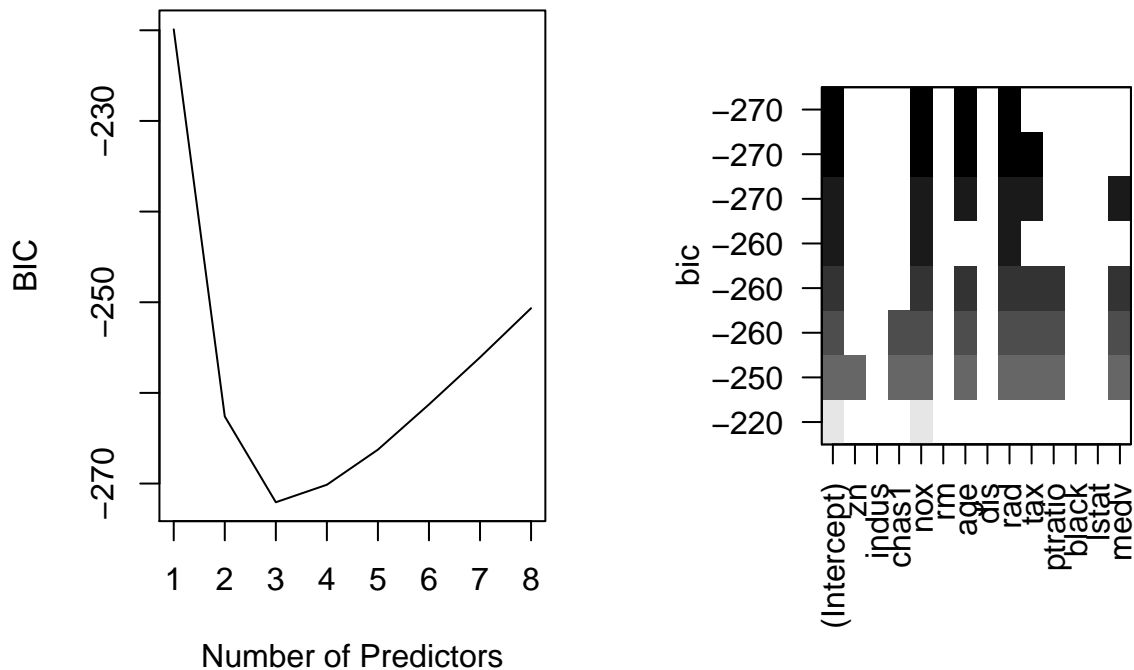 BIC
−230
−250
−270
1 2 3 4 5 6 7 8
Number of Predictors
bic
−270
−270
−270
−260
−260
−260
−250
−220
(Intercept)
zn
indus
chas1
nox
rm
age
dis
rad
tax
ptratio
black
lstat
medv